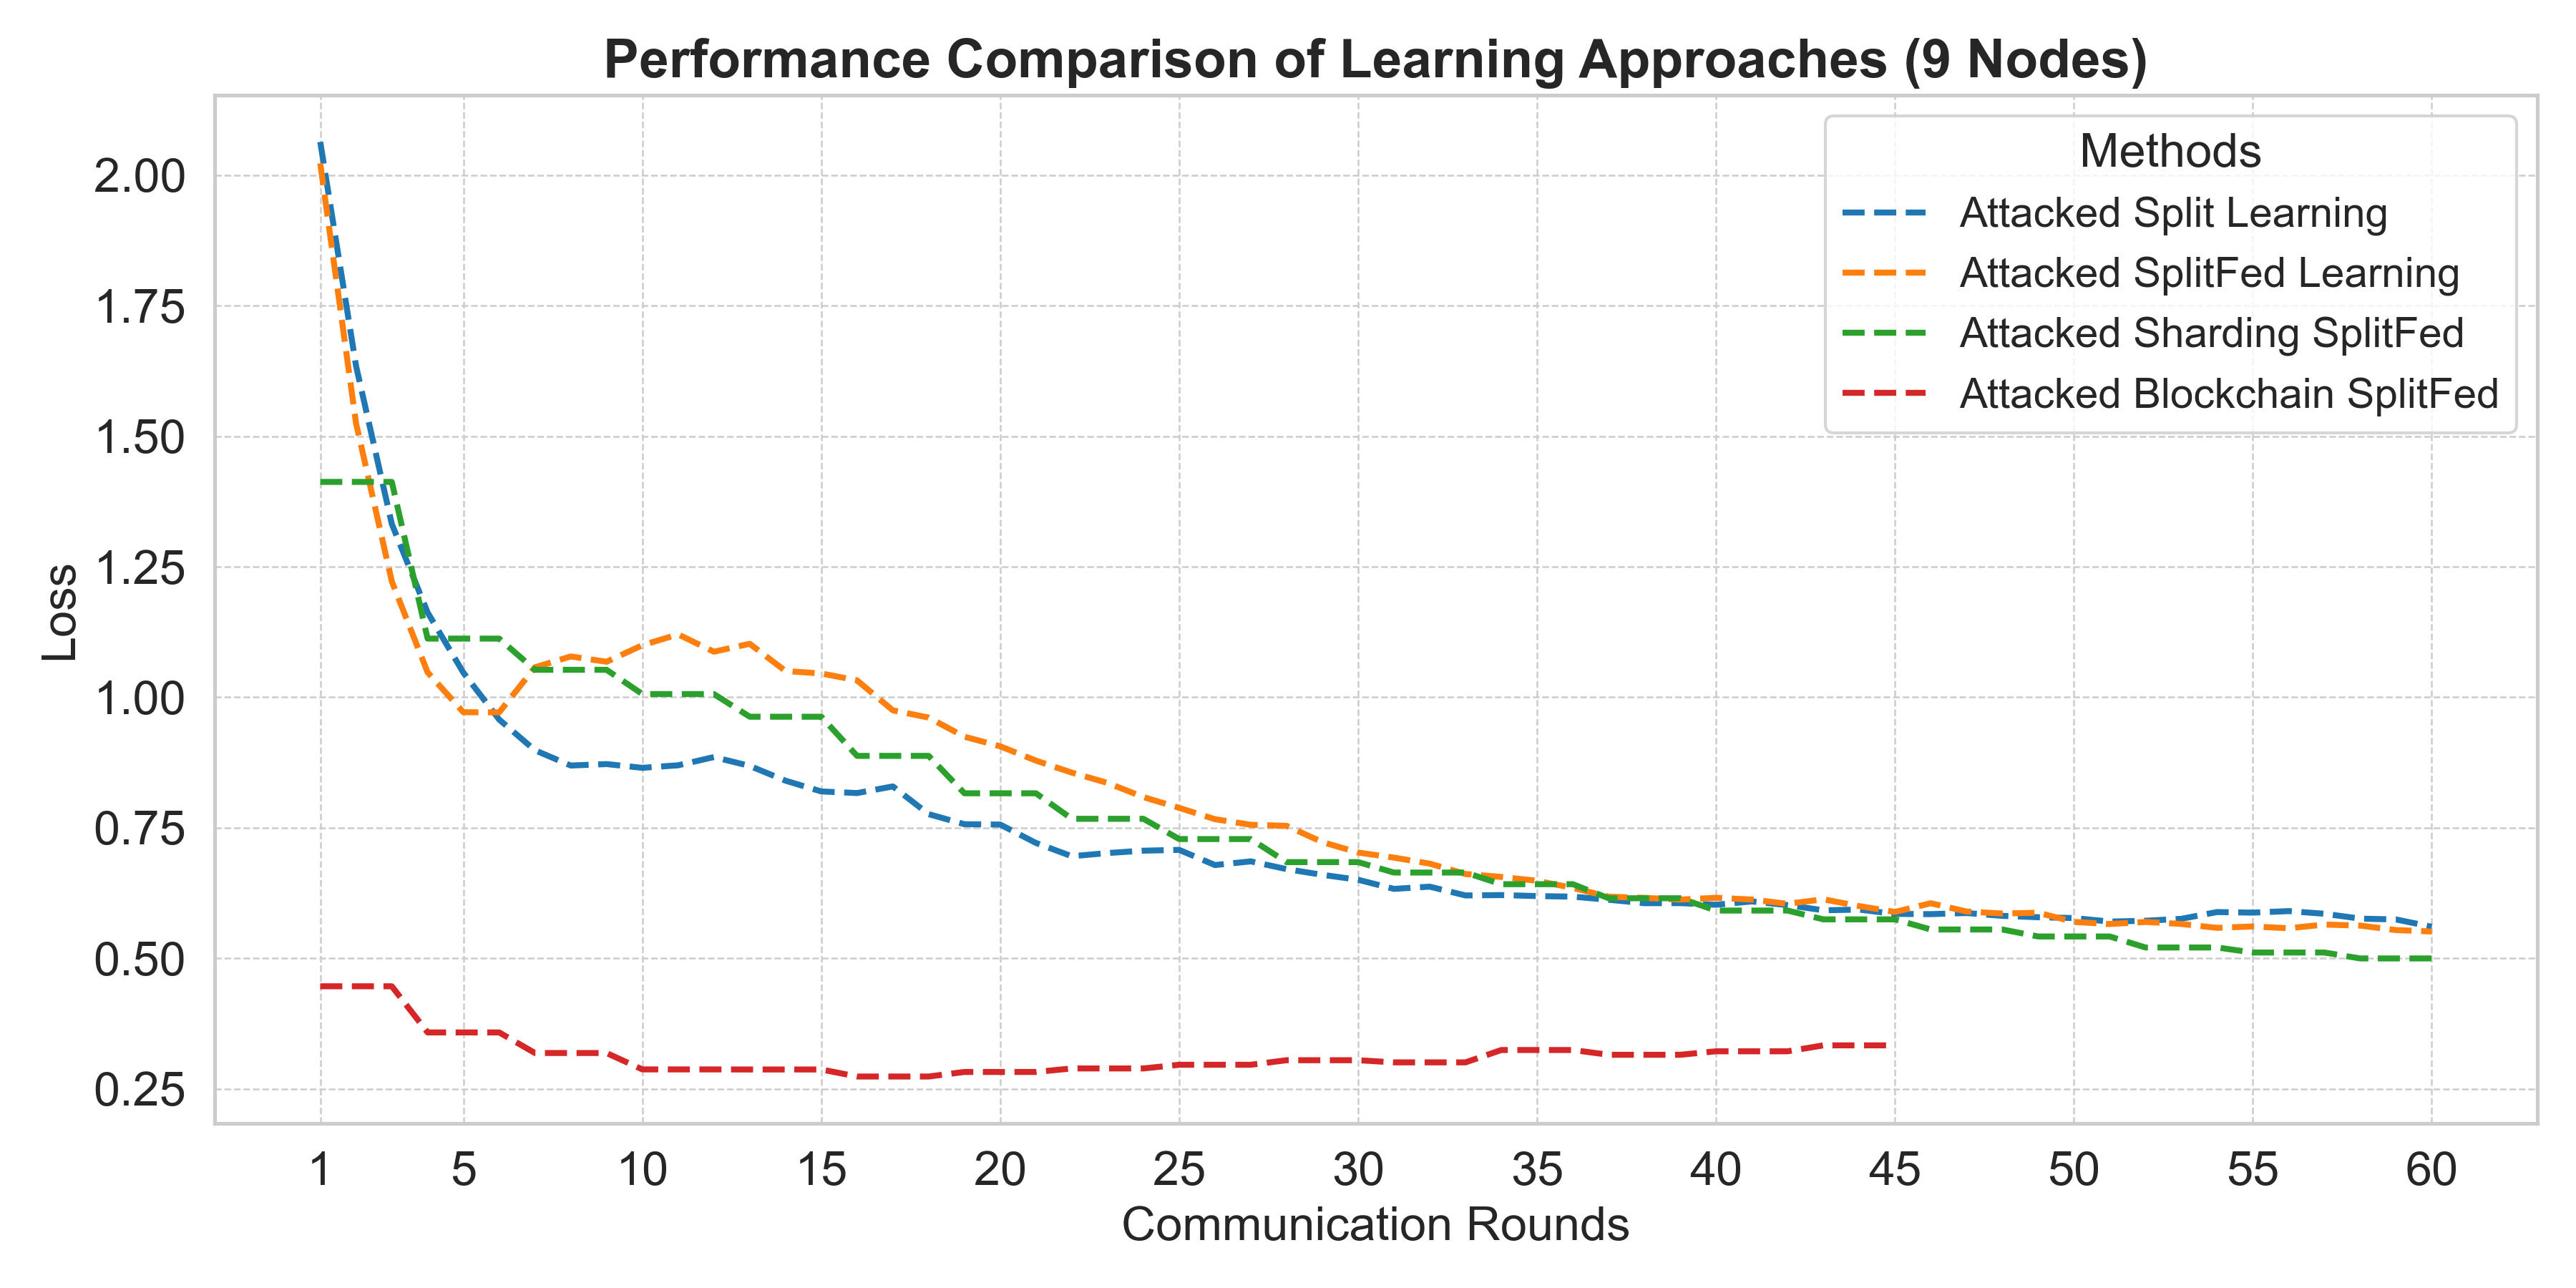 Performance Comparison of Learning Approaches (9 Nodes)
Methods
Attacked Split Learning
Attacked SplitFed Learning
Attacked Sharding SplitFed
Attacked Blockchain SplitFed
Loss
2.00
1.75
1.50
1.25
1.00
0.75
0.50
0.25
1 5 10 15 20 25 30 35 40 45 50 55 60
Communication Rounds